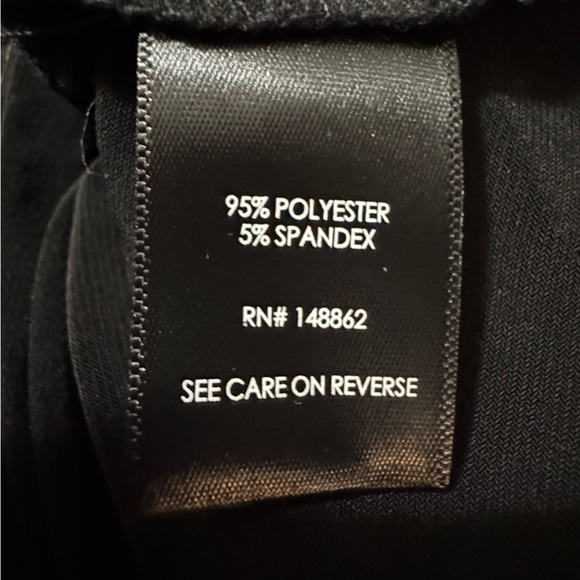 95% POLYESTER
5% SPANDEX
RN# 148862
SEE CARE ON REVERSE